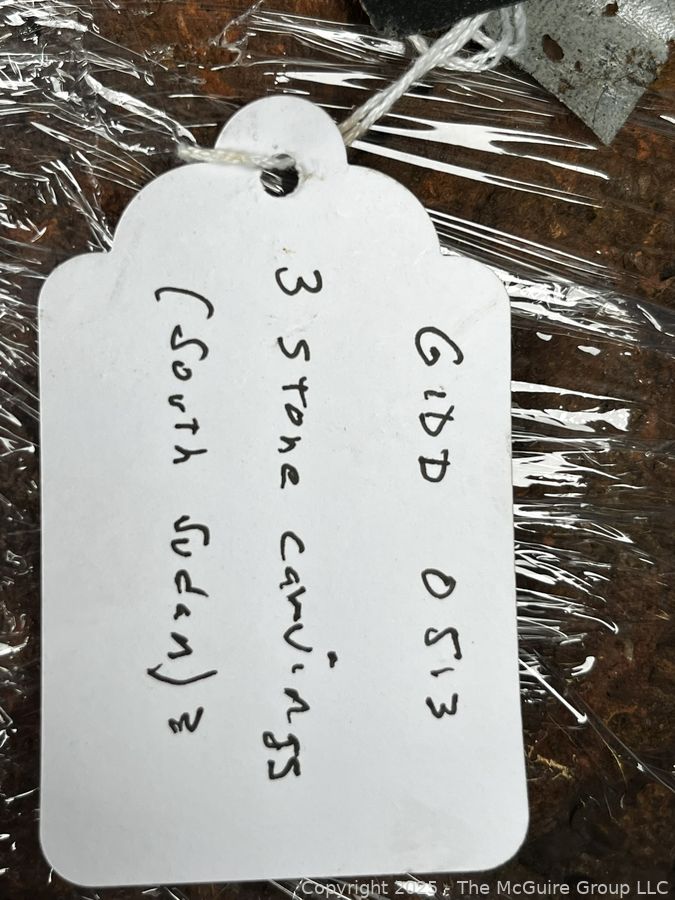 GIDD 0513
3 stone carvings
(South Sudan) z
Copyright 2025 - The McGuire Group LLC